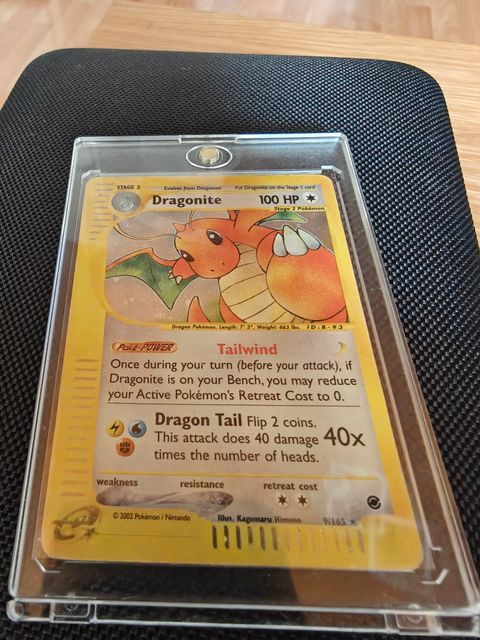 STAGE 2 Evolves from Dragonair Put Dragonite on the Stage 1 card
Dragonite 100 HP
Stage 2 Pokémon
Dragon Pokémon. Length: 7' 3", Weight: 463 lbs. ID:B-93
Poké-POWER Tailwind
Once during your turn (before your attack), if
Dragonite is on your Bench, you may reduce
your Active Pokémon's Retreat Cost to 0.
Dragon Tail Flip 2 coins.
This attack does 40 damage 40x
times the number of heads.
weakness resistance retreat cost
© 2002 Pokémon / Nintendo Illus. Kagemaru Himeno 9/165 ★